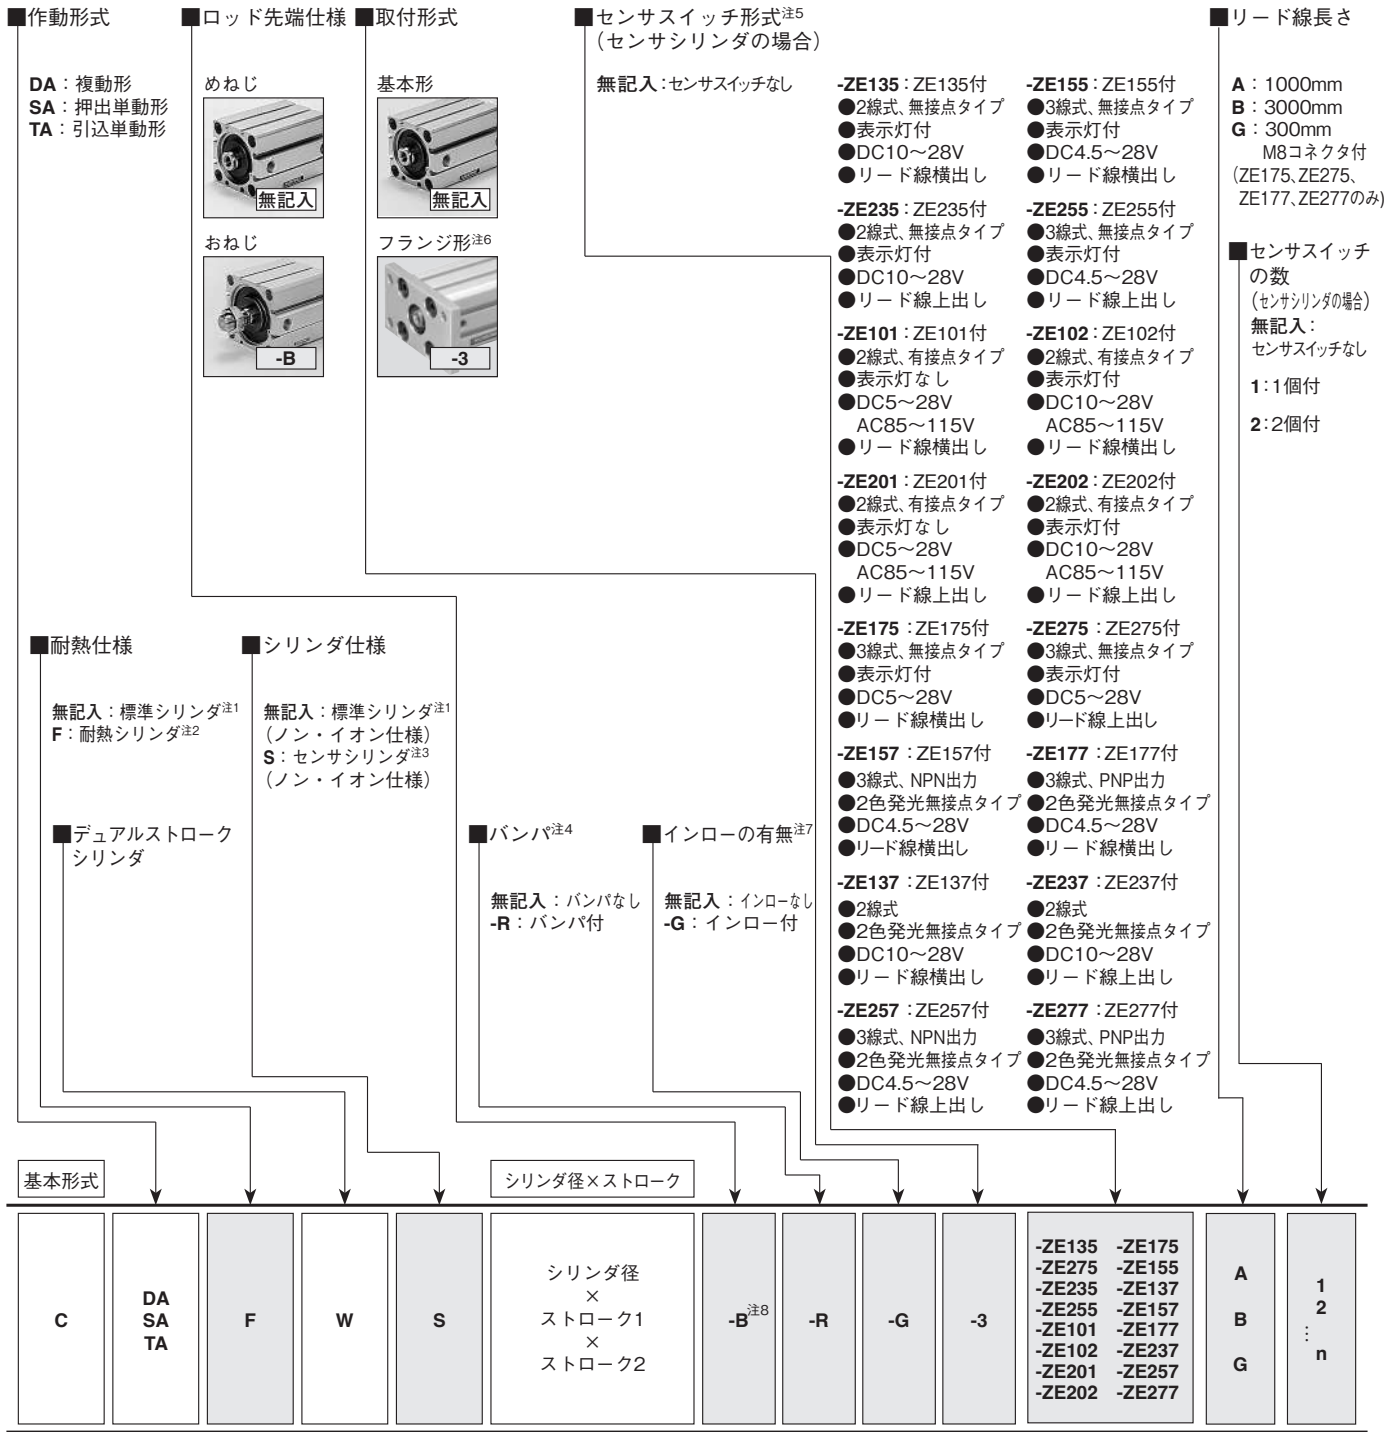 ■作動形式
DA：複動形
SA：押出単動形
TA：引込単動形
■ロッド先端仕様
めねじ
無記入
おねじ
-B
■取付形式
基本形
無記入
フランジ形注6
-3
■センサスイッチ形式注5
（センサシリンダの場合）
無記入：センサスイッチなし
-ZE135：ZE135付
●2線式、無接点タイプ
●表示灯付
●DC10～28V
●リード線横出し
-ZE155：ZE155付
●3線式、無接点タイプ
●表示灯付
●DC4.5～28V
●リード線横出し
-ZE235：ZE235付
●2線式、無接点タイプ
●表示灯付
●DC10～28V
●リード線上出し
-ZE255：ZE255付
●3線式、無接点タイプ
●表示灯付
●DC4.5～28V
●リード線上出し
-ZE101：ZE101付
●2線式、有接点タイプ
●表示灯なし
●DC5～28V
AC85～115V
●リード線横出し
-ZE102：ZE102付
●2線式、有接点タイプ
●表示灯付
●DC10～28V
AC85～115V
●リード線横出し
-ZE201：ZE201付
●2線式、有接点タイプ
●表示灯なし
●DC5～28V
AC85～115V
●リード線上出し
-ZE202：ZE202付
●2線式、有接点タイプ
●表示灯付
●DC10～28V
AC85～115V
●リード線上出し
-ZE175：ZE175付
●3線式、無接点タイプ
●表示灯付
●DC5～28V
●リード線横出し
-ZE275：ZE275付
●3線式、無接点タイプ
●表示灯付
●DC5～28V
●リード線上出し
-ZE157：ZE157付
●3線式、NPN出力
●2色発光無接点タイプ
●DC4.5～28V
●リード線横出し
-ZE177：ZE177付
●3線式、PNP出力
●2色発光無接点タイプ
●DC4.5～28V
●リード線横出し
-ZE137：ZE137付
●2線式
●2色発光無接点タイプ
●DC10～28V
●リード線横出し
-ZE237：ZE237付
●2線式
●2色発光無接点タイプ
●DC10～28V
●リード線上出し
-ZE257：ZE257付
●3線式、NPN出力
●2色発光無接点タイプ
●DC4.5～28V
●リード線上出し
-ZE277：ZE277付
●3線式、PNP出力
●2色発光無接点タイプ
●DC4.5～28V
●リード線上出し
■リード線長さ
A：1000mm
B：3000mm
G：300mm
M8コネクタ付
(ZE175、ZE275、
ZE177、ZE277のみ)
■センサスイッチ
の数
（センサシリンダの場合）
無記入：
センサスイッチなし
1：1個付
2：2個付
■耐熱仕様
無記入：標準シリンダ注1
F：耐熱シリンダ注2
■シリンダ仕様
無記入：標準シリンダ注1
（ノン・イオン仕様）
S：センサシリンダ注3
（ノン・イオン仕様）
■デュアルストローク
シリンダ
■バンパ注4
無記入：バンパなし
-R：バンパ付
■インローの有無注7
無記入：インローなし
-G：インロー付
基本形式
シリンダ径×ストローク
C
DA
SA
TA
F
W
S
シリンダ径
×
ストローク1
×
ストローク2
-B注8
-R
-G
-3
-ZE135 -ZE175
-ZE275 -ZE155
-ZE235 -ZE137
-ZE255 -ZE157
-ZE101 -ZE177
-ZE102 -ZE237
-ZE201 -ZE257
-ZE202 -ZE277
A
B
G
1
2
⋮
n